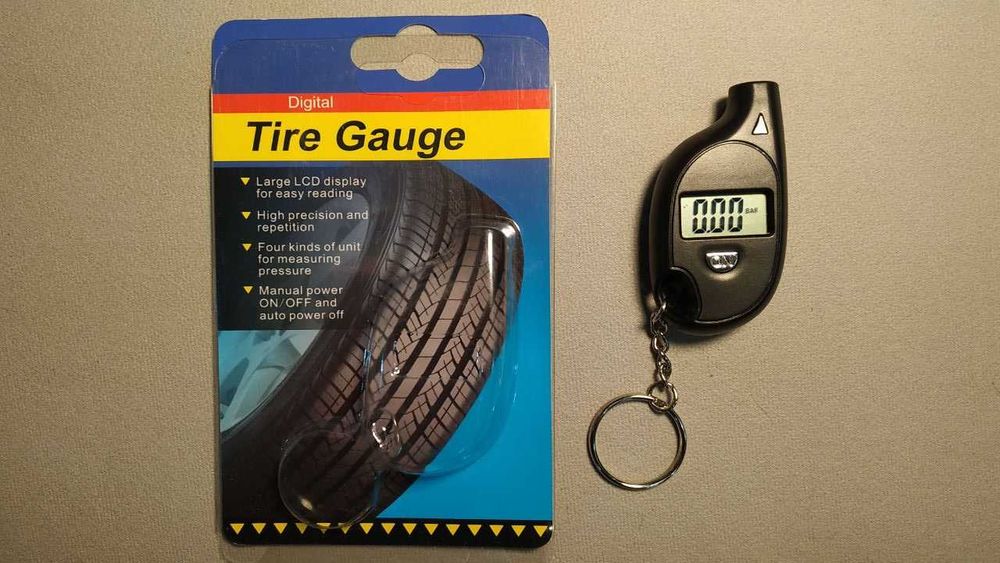 Digital
Tire Gauge
Large LCD display
for easy reading
High precision and
repetition
Four kinds of unit
for measuring
pressure
Manual power
ON/OFF and
auto power off
0.00 BAR